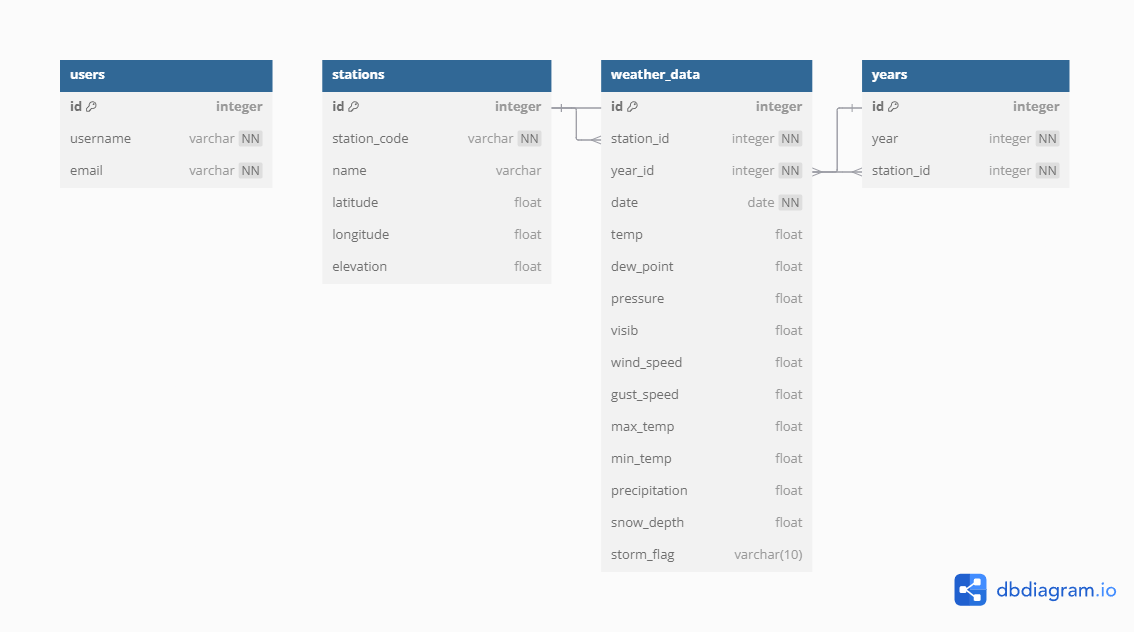 users
id integer
username varchar NN
email varchar NN
stations
id integer
station_code varchar NN
name varchar
latitude float
longitude float
elevation float
weather_data
id integer
station_id integer NN
year_id integer NN
date date NN
temp float
dew_point float
pressure float
visib float
wind_speed float
gust_speed float
max_temp float
min_temp float
precipitation float
snow_depth float
storm_flag varchar(10)
years
id integer
year integer NN
station_id integer NN
dbdiagram.io